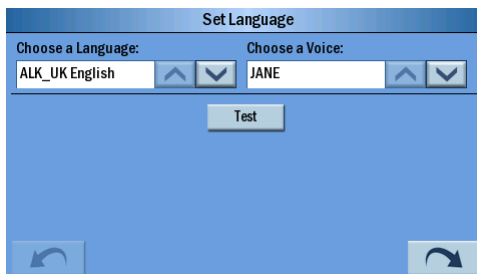 Set Language
Choose a Language: Choose a Voice:
ALK_UK English JANE
Test